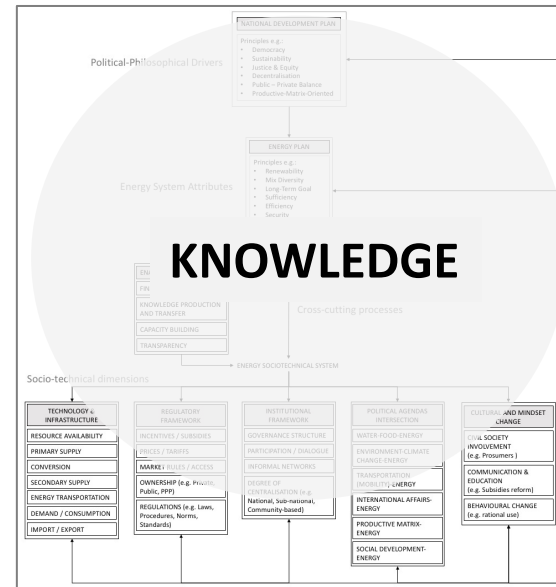 NATIONAL DEVELOPMENT PLAN
Principles e.g.:
• Democracy
• Sustainability
• Justice & Equity
• Decentralisation
• Public – Private Balance
• Productive-Matrix Oriented
Political-Philosophical Drivers
ENERGY PLAN
Principles e.g.:
• Renewability
• Mix Diversity
• Long-Term Goal
• Sufficiency
• Efficiency
• Security
Energy System Attributes
KNOWLEDGE
KNOWLEDGE PRODUCTION
AND TRANSFER
CAPACITY BUILDING
TRANSPARENCY
Cross-cutting processes
ENERGY SOCIOTECHNICAL SYSTEM
Socio-technical dimensions
TECHNOLOGY &
INFRASTRUCTURE
RESOURCE AVAILABILITY
PRIMARY SUPPLY
CONVERSION
SECONDARY SUPPLY
ENERGY TRANSPORTATION
DEMAND / CONSUMPTION
IMPORT / EXPORT
REGULATORY
FRAMEWORK
INCENTIVES / SUBSIDIES
PRICES / TARIFFS
MARKET RULES / ACCESS
OWNERSHIP (e.g. Private,
Public, PPP)
REGULATIONS (e.g. Laws,
Procedures, Norms,
Standards)
INSTITUTIONAL
FRAMEWORK
GOVERNANCE STRUCTURE
PARTICIPATION / DIALOGUE
INFORMAL NETWORKS
DEGREE OF
CENTRALISATION (e.g.
National, Sub-national,
Community-based)
POLITICAL AGENDAS
INTERSECTION
WATER-FOOD-ENERGY
ENVIRONMENT-CLIMATE
CHANGE-ENERGY
TRANSPORTATION
(MOBILITY)-ENERGY
INTERNATIONAL AFFAIRS-
ENERGY
PRODUCTIVE MATRIX-
ENERGY
SOCIAL DEVELOPMENT-
ENERGY
CULTURAL AND MINDSET
CHANGE
CIVIL SOCIETY
INVOLVEMENT
(e.g. Prosumers )
COMMUNICATION &
EDUCATION
(e.g. Subsidies reform)
BEHAVIOURAL CHANGE
(e.g. rational use)